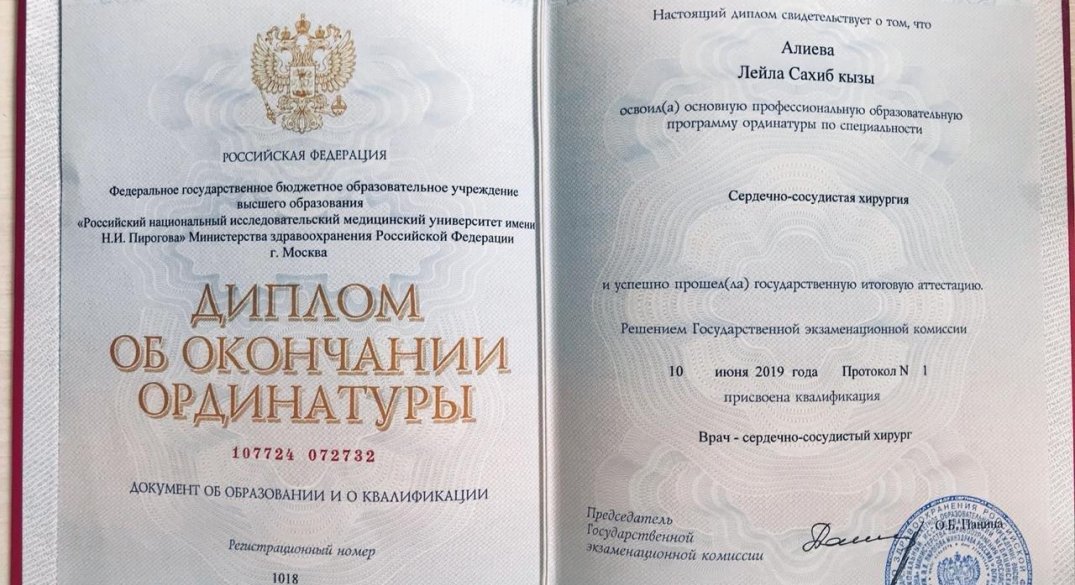 РОССИЙСКАЯ ФЕДЕРАЦИЯ
Федеральное государственное бюджетное образовательное учреждение
высшего образования
«Российский национальный исследовательский медицинский университет имени
Н.И. Пирогова» Министерства здравоохранения Российской Федерации
г. Москва
ДИПЛОМ
ОБ ОКОНЧАНИИ
ОРДИНАТУРЫ
107724 072732
ДОКУМЕНТ ОБ ОБРАЗОВАНИИ И О КВАЛИФИКАЦИИ
Регистрационный номер
1018
Настоящий диплом свидетельствует о том, что
Алиева
Лейла Сахиб кызы
освоил(а) основную профессиональную образовательную
программу ординатуры по специальности
Сердечно-сосудистая хирургия
и успешно прошел(ла) государственную итоговую аттестацию.
Решением Государственной экзаменационной комиссии
10 июня 2019 года Протокол N 1
присвоена квалификация
Врач - сердечно-сосудистый хирург
Председатель
Государственной
экзаменационной комиссии
О.Б. Панина